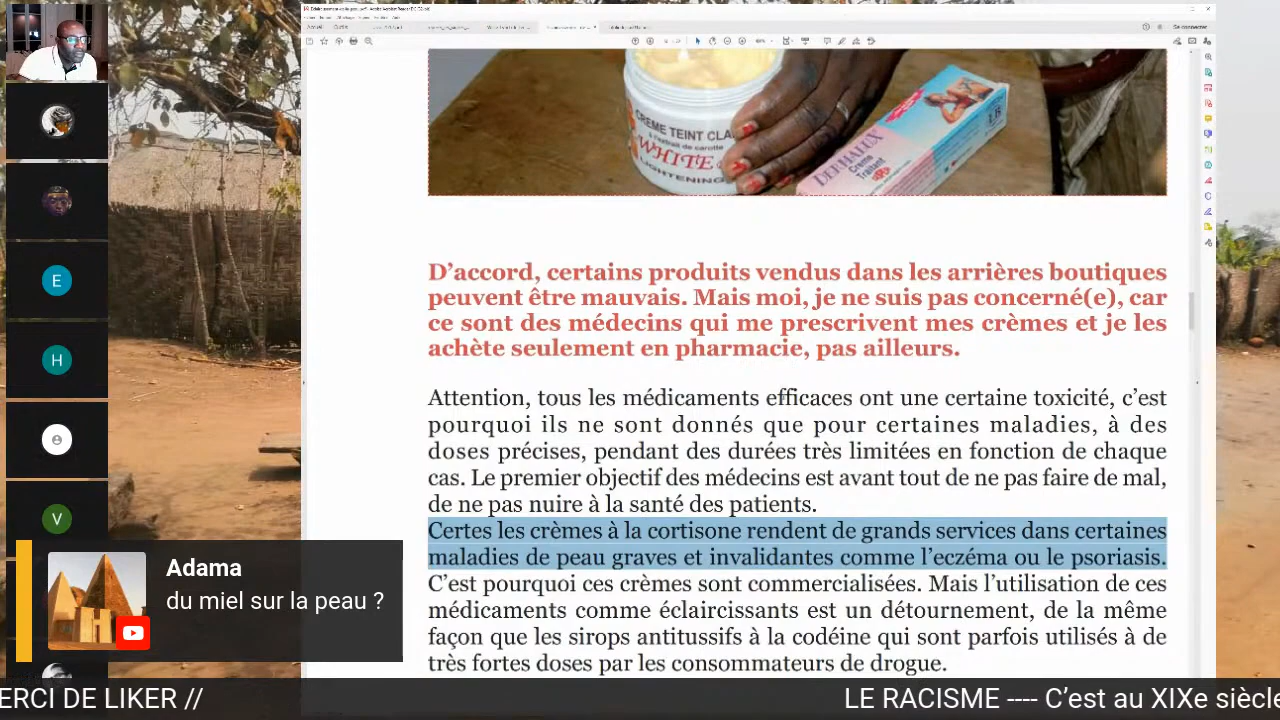 Accueil
Outils
Se connecter
CREME TEINT CLA
à l'extrait de carotte
WHITE
LIGHTENING
DERMALUX
Crème
Traitant
D’accord, certains produits vendus dans les arrières boutiques
peuvent être mauvais. Mais moi, je ne suis pas concerné(e), car
ce sont des médecins qui me prescrivent mes crèmes et je les
achète seulement en pharmacie, pas ailleurs.
Attention, tous les médicaments efficaces ont une certaine toxicité, c’est
pourquoi ils ne sont donnés que pour certaines maladies, à des
doses précises, pendant des durées très limitées en fonction de chaque
cas. Le premier objectif des médecins est avant tout de ne pas faire de mal,
de ne pas nuire à la santé des patients.
Certes les crèmes à la cortisone rendent de grands services dans certaines
maladies de peau graves et invalidantes comme l’eczéma ou le psoriasis.
C’est pourquoi ces crèmes sont commercialisées. Mais l’utilisation de ces
médicaments comme éclaircissants est un détournement, de la même
façon que les sirops antitussifs à la codéine qui sont parfois utilisés à de
très fortes doses par les consommateurs de drogue.
E
H
V
Adama
du miel sur la peau ?
ERCI DE LIKER //
LE RACISME ---- C’est au XIXe siècle